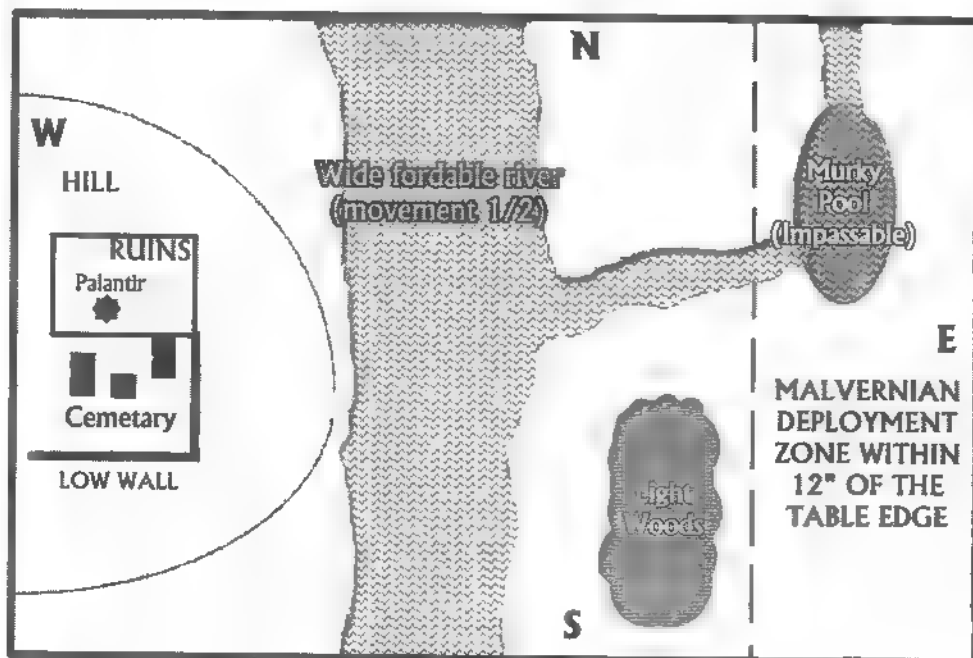 N
W
HILL
Wide fordable river
(movement 1/2)
Murky
Pool
(Impassable)
RUINS
Palantir
Cemetary
LOW WALL
E
MALVERNIAN
DEPLOYMENT
ZONE WITHIN
12" OF THE
TABLE EDGE
Light
Woods
S